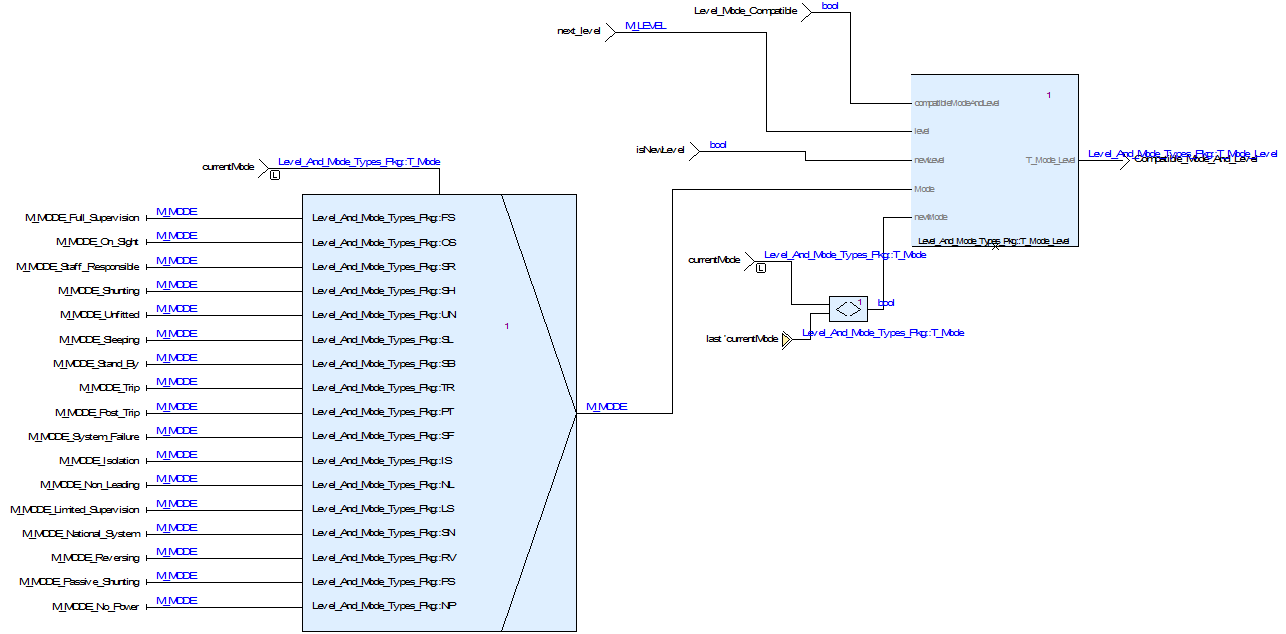 Level_Mode_Compatible
bool
next_level
M_LEVEL
1
compatibleModeAndLevel
level
isNewLevel
bool
newLevel
T_Mode_Level
Level_And_Mode_Types_Pkg::T_Mode_Level
Compatible_Mode_And_Level
currentMode
L
Level_And_Mode_Types_Pkg::T_Mode
Mode
newMode
Level_And_Mode_Types_Pkg::T_Mode_Level
M_MODE_Full_Supervision
M_MODE
Level_And_Mode_Types_Pkg::FS
M_MODE_On_Sight
M_MODE
Level_And_Mode_Types_Pkg::OS
M_MODE_Staff_Responsible
M_MODE
Level_And_Mode_Types_Pkg::SR
M_MODE_Shunting
M_MODE
Level_And_Mode_Types_Pkg::SH
M_MODE_Unfitted
M_MODE
Level_And_Mode_Types_Pkg::UN
M_MODE_Sleeping
M_MODE
Level_And_Mode_Types_Pkg::SL
M_MODE_Stand_By
M_MODE
Level_And_Mode_Types_Pkg::SB
M_MODE_Trip
M_MODE
Level_And_Mode_Types_Pkg::TR
M_MODE_Post_Trip
M_MODE
Level_And_Mode_Types_Pkg::PT
M_MODE_System_Failure
M_MODE
Level_And_Mode_Types_Pkg::SF
M_MODE_Isolation
M_MODE
Level_And_Mode_Types_Pkg::IS
M_MODE_Non_Leading
M_MODE
Level_And_Mode_Types_Pkg::NL
M_MODE_Limited_Supervision
M_MODE
Level_And_Mode_Types_Pkg::LS
M_MODE_National_System
M_MODE
Level_And_Mode_Types_Pkg::SN
M_MODE_Reversing
M_MODE
Level_And_Mode_Types_Pkg::RV
M_MODE_Passive_Shunting
M_MODE
Level_And_Mode_Types_Pkg::PS
M_MODE_No_Power
M_MODE
Level_And_Mode_Types_Pkg::NP
1
M_MODE
currentMode
L
Level_And_Mode_Types_Pkg::T_Mode
<>
1
bool
last 'currentMode
Level_And_Mode_Types_Pkg::T_Mode